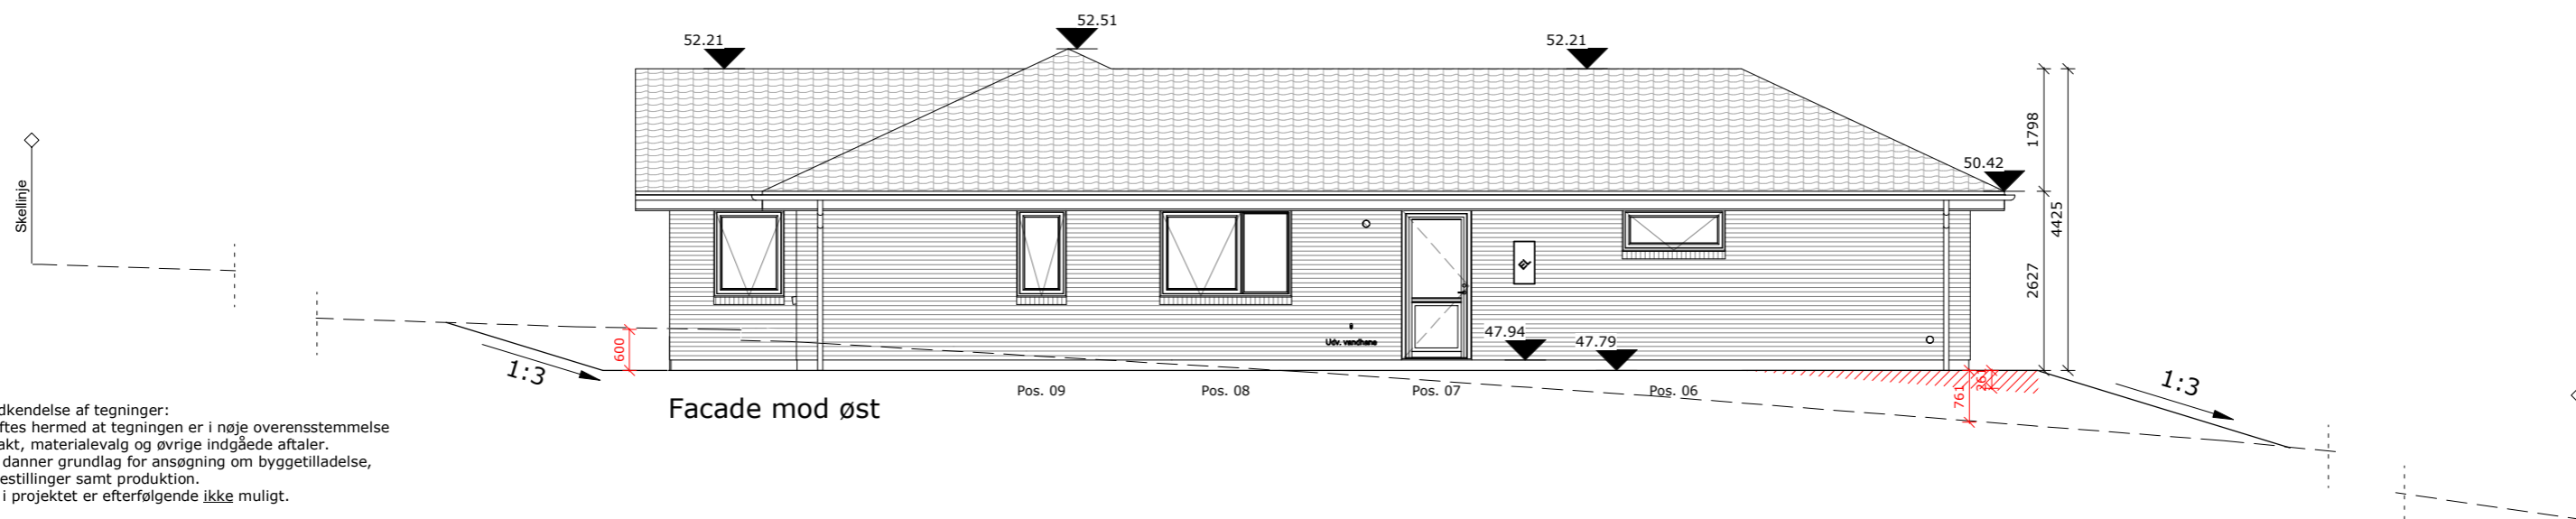 52.51
52.21
52.21
50.42
1798
4425
2627
Skellinje
600
1:3
47.94
47.79
Udv. vandhane
Pos. 09
Pos. 08
Pos. 07
Pos. 06
761
261
1:3
Facade mod øst
dkendelse af tegninger:
ftes hermed at tegningen er i nøje overensstemmelse
akt, materialevalg og øvrige indgåede aftaler.
danner grundlag for ansøgning om byggetilladelse,
estillinger samt produktion.
i projektet er efterfølgende ikke muligt.